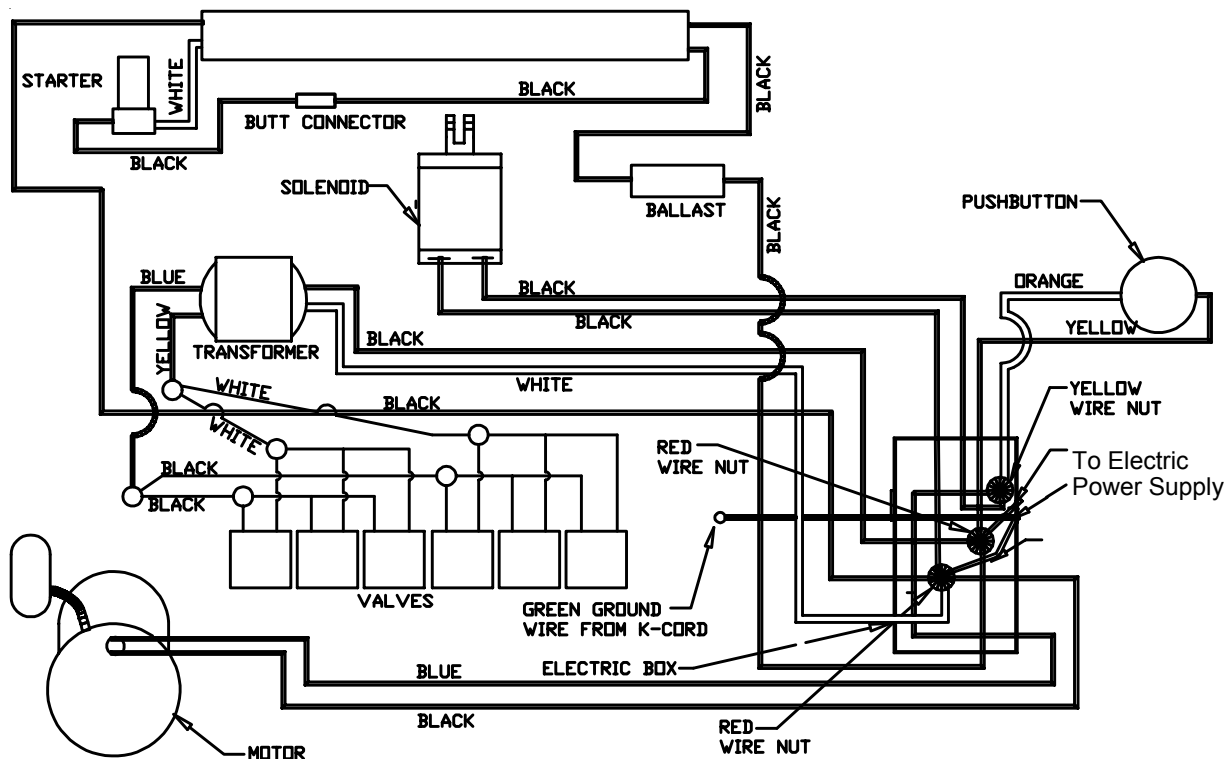 STARTER
WHITE
BLACK
BLACK
BUTT CONNECTOR
BLACK
SOLENOID
BALLAST
BLACK
PUSHBUTTON
BLUE
ORANGE
BLACK
BLACK
YELLOW
YELLOW
TRANSFORMER
BLACK
WHITE
WHITE
BLACK
WHITE
YELLOW
WIRE NUT
RED
WIRE NUT
To Electric
Power Supply
BLACK
BLACK
VALVES
GREEN GROUND
WIRE FROM K-CORD
ELECTRIC BOX
BLUE
BLACK
RED
WIRE NUT
MOTOR